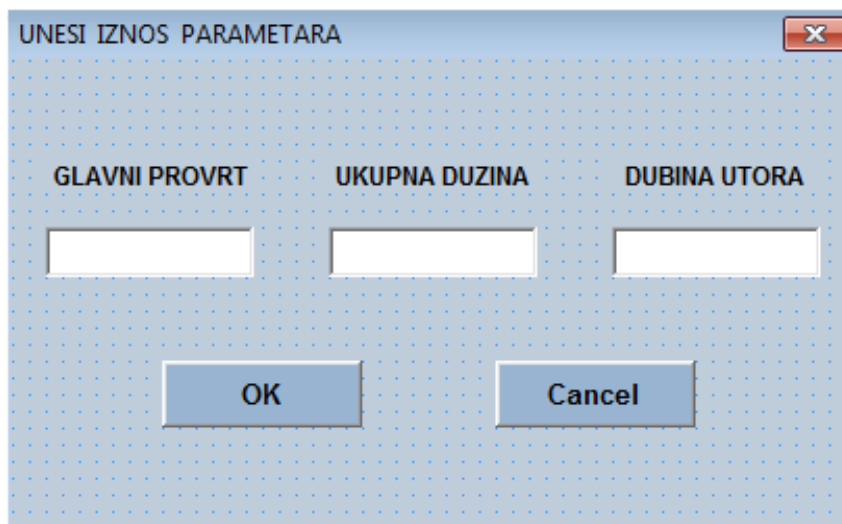 UNESI IZNOS PARAMETARA
GLAVNI PROVRT UKUPNA DUZINA DUBINA UTORA
OK Cancel